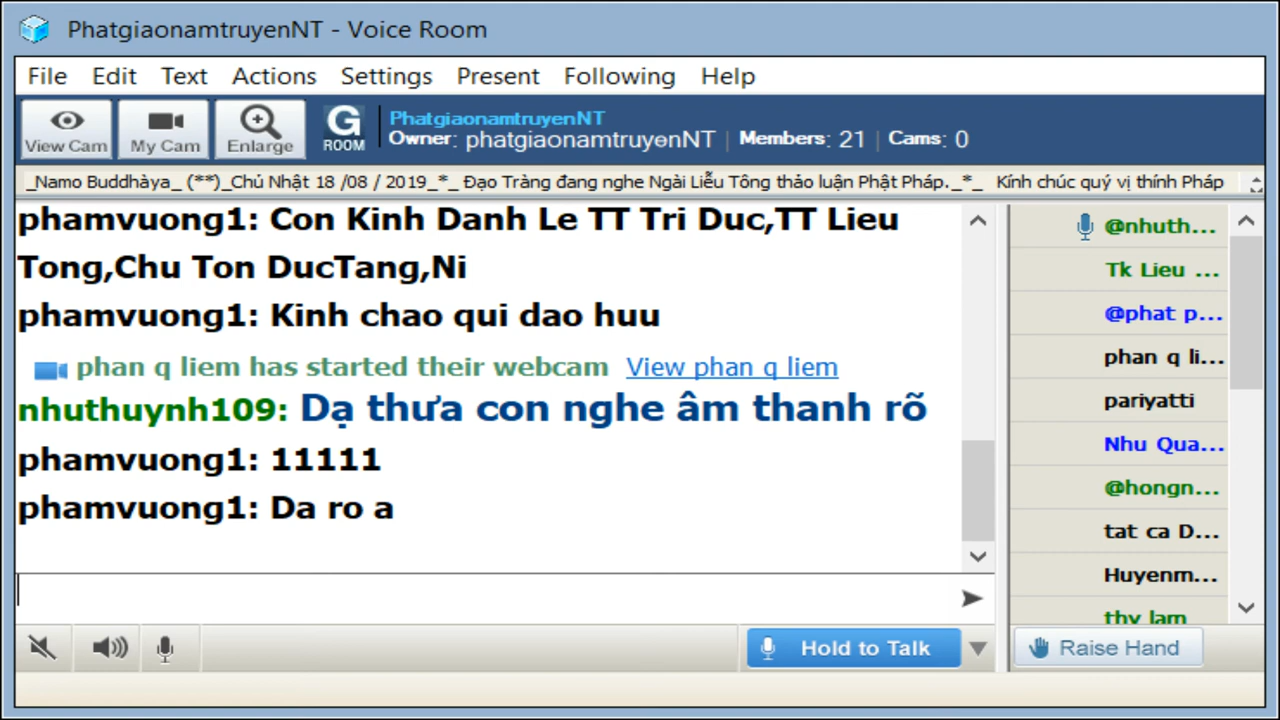 PhatgiaonamtruyenNT - Voice Room
File Edit Text Actions Settings Present Following Help
View Cam My Cam Enlarge G ROOM
PhatgiaonamtruyenNT
Owner: phatgiaonamtruyenNT | Members: 21 | Cams: 0
_Namo Buddhàya_ (**)_Chủ Nhật 18 /08 / 2019_*_ Đạo Tràng đang nghe Ngài Liễu Tông thảo luận Phật Pháp._*_ Kính chúc quý vị thính Pháp
phamvuong1: Con Kinh Danh Le TT Tri Duc,TT Lieu
Tong,Chu Ton DucTang,Ni
phamvuong1: Kinh chao qui dao huu
phan q liem has started their webcam View phan q liem
nhuthuynh109: Dạ thưa con nghe âm thanh rõ
phamvuong1: 11111
phamvuong1: Da ro a
@nhuth...
Tk Lieu ...
@phat p...
phan q li...
pariyatti
Nhu Qua...
@hongn...
tat ca D...
Huyenm...
thy lam
Hold to Talk
Raise Hand